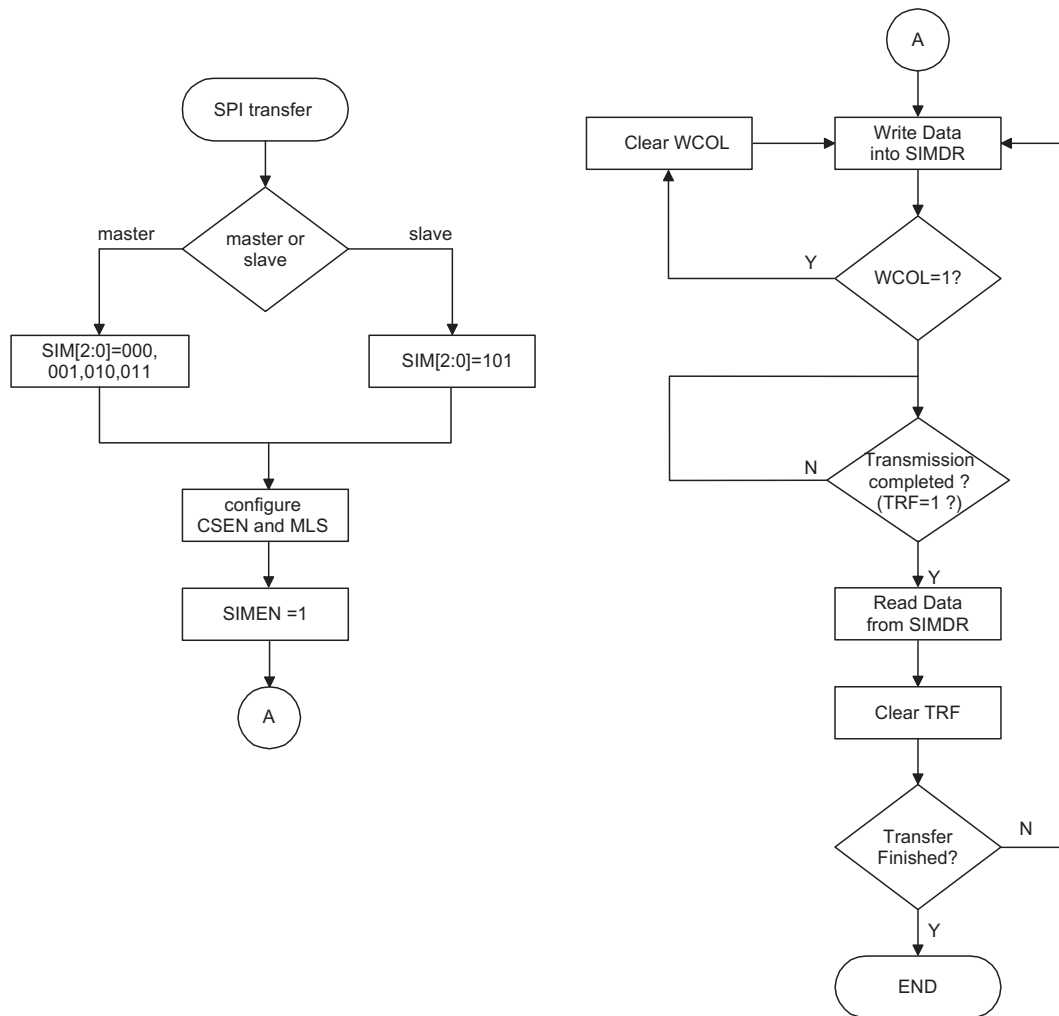 SPI transfer
master
master or
slave
slave
SIM[2:0]=000,
001,010,011
SIM[2:0]=101
configure
CSEN and MLS
SIMEN =1
A
A
Clear WCOL
Write Data
into SIMDR
Y
WCOL=1?
N
Transmission
completed ?
(TRF=1 ?)
Y
Read Data
from SIMDR
Clear TRF
Transfer
Finished?
N
Y
END